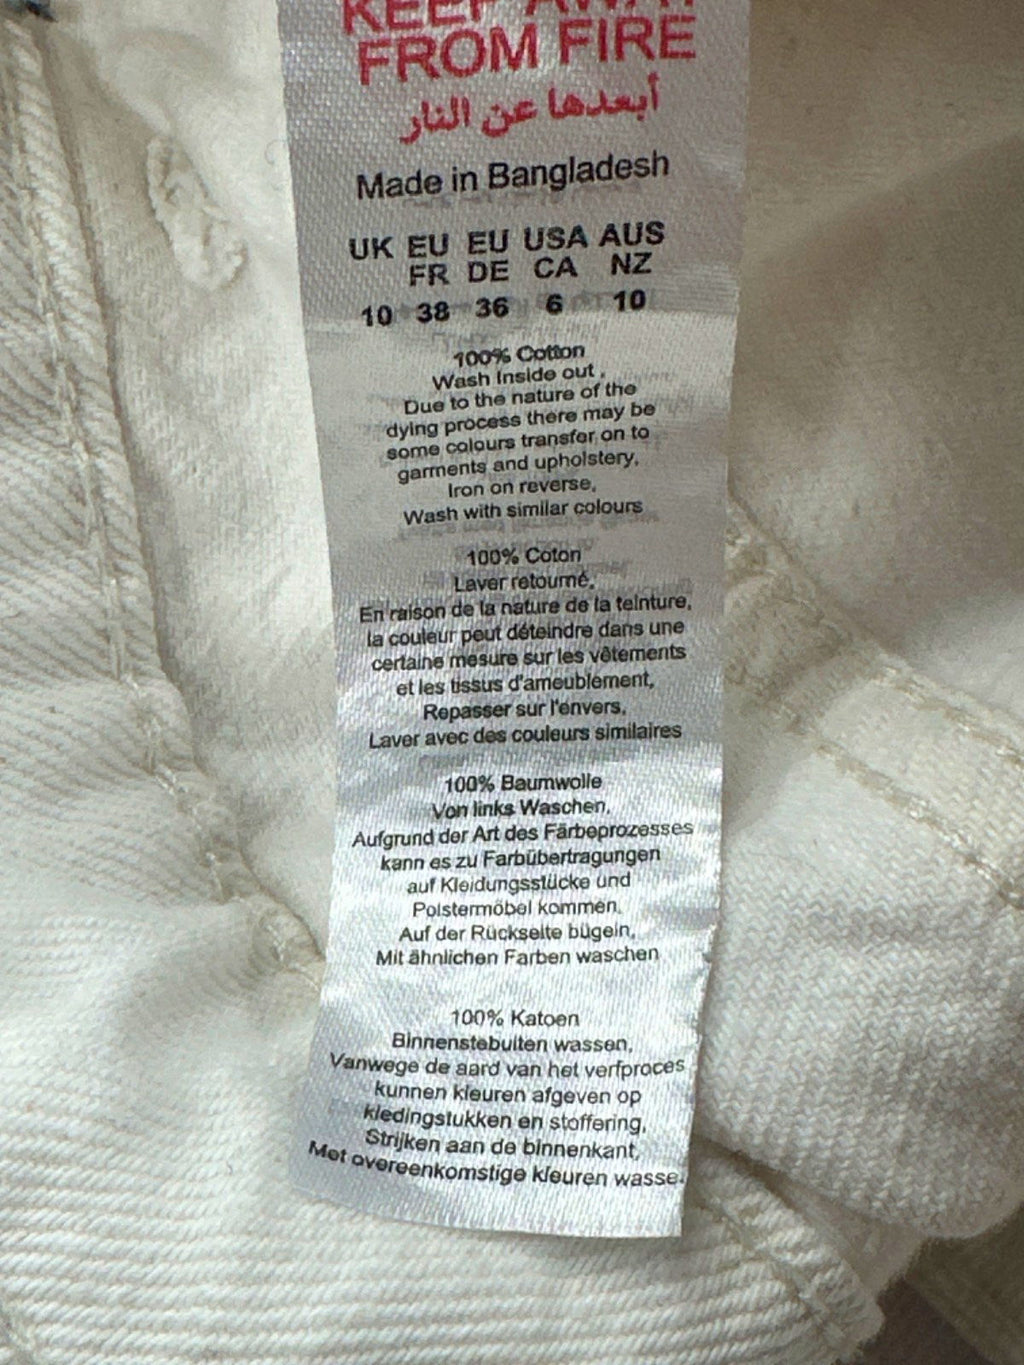 KEEP AWAY
FROM FIRE
أبعدها عن النار
Made in Bangladesh
UK EU EU USA AUS
FR DE CA NZ
10 38 36 6 10
100% Cotton
Wash Inside out,
Due to the nature of the
dying process there may be
some colours transfer on to
garments and upholstery,
Iron on reverse,
Wash with similar colours
100% Coton
Laver retourné,
En raison de la nature de la teinture,
la couleur peut déteindre dans une
certaine mesure sur les vêtements
et les tissus d'ameublement,
Repasser sur l'envers,
Laver avec des couleurs similaires
100% Baumwolle
Von links Waschen,
Aufgrund der Art des Färbeprozesses
kann es zu Farbübertragungen
auf Kleidungsstücke und
Polstermöbel kommen,
Auf der Rückseite bügeln,
Mit ähnlichen Farben waschen
100% Katoen
Binnenstebuiten wassen,
Vanwege de aard van het verfproces
kunnen kleuren afgeven op
kledingstukken en stoffering,
Strijken aan de binnenkant,
Met overeenkomstige kleuren wasse